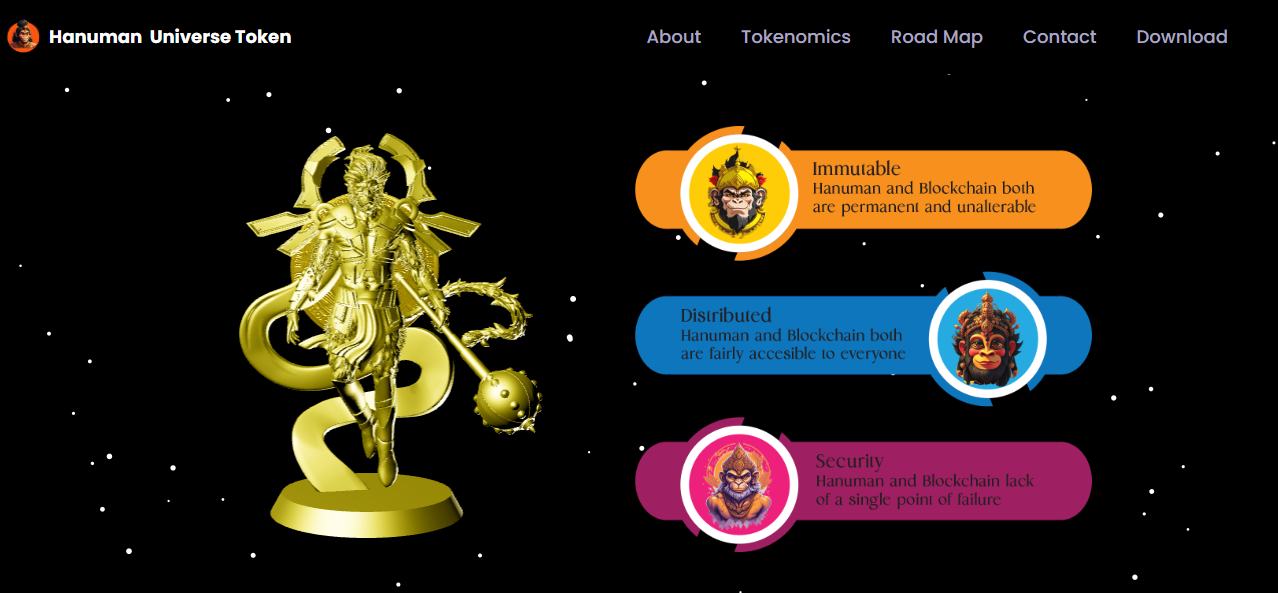 Hanuman Universe Token
About
Tokenomics
Road Map
Contact
Download
Immutable
Hanuman and Blockchain both
are permanent and unalterable
Distributed
Hanuman and Blockchain both
are fairly accesible to everyone
Security
Hanuman and Blockchain lack
of a single point of failure